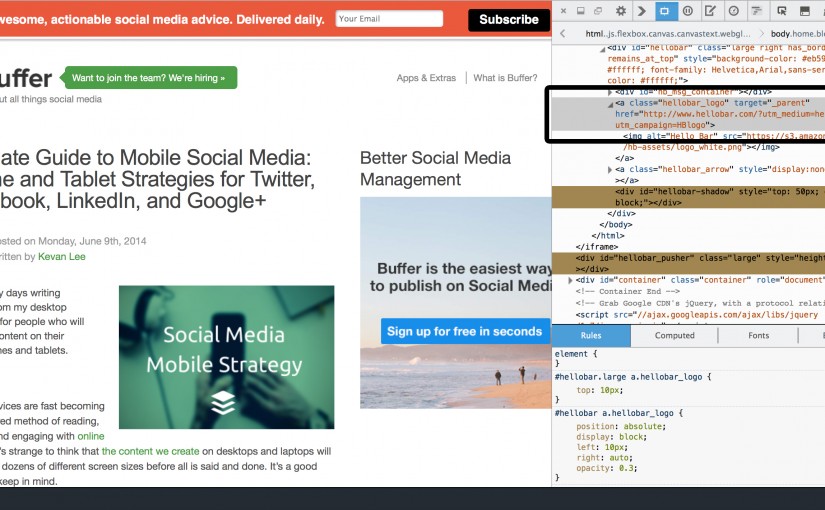 awesome, actionable social media advice. Delivered daily.
Your Email
Subscribe
Buffer
Want to join the team? We're hiring »
out all things social media
Apps & Extras
What is Buffer?
ate Guide to Mobile Social Media:
ne and Tablet Strategies for Twitter,
book, LinkedIn, and Google+
osted on Monday, June 9th, 2014
ritten by Kevan Lee
y days writing
om my desktop
for people who will
ontent on their
nes and tablets.
Social Media
Mobile Strategy
vices are fast becoming
red method of reading,
nd engaging with online
's strange to think that the content we create on desktops and laptops will
dozens of different screen sizes before all is said and done. It's a good
keep in mind.
Better Social Media
Management
Buffer is the easiest way
to publish on Social Medi
Sign up for free in seconds
html..js.flexbox.canvas.canvastext.webgl...
body.home.blo
<div id="hellobar" class="large right has_bord
remains_at_top" style="background-color: #eb59
#ffffff; font-family: Helvetica,Arial,sans-ser
color: #ffffff;">
<div id="hb_msg_container"></div>
<a class="hellobar_logo" target="_parent"
href="http://www.hellobar.com/?utm_medium=he
utm_campaign=HBlogo">
<img alt="Hello Bar" src="https://s3.amazon
/hb-assets/logo_white.png"></img>
</a>
<a class="hellobar_arrow" style="display:none
></a>
<div id="hellobar-shadow" style="top: 50px;
block;"></div>
</div>
</body>
</html>
</iframe>
<div id="hellobar_pusher" class="large" style="height
></div>
<div id="container" class="container" role="document"
<!-- Container End -->
<!-- Grab Google CDN's jQuery, with a protocol relati
<script src="//ajax.googleapis.com/ajax/libs/jquery
Rules
Computed
Fonts
element {
}
#hellobar.large a.hellobar_logo {
top: 10px;
}
#hellobar a.hellobar_logo {
position: absolute;
display: block;
left: 10px;
right: auto;
opacity: 0.3;
}